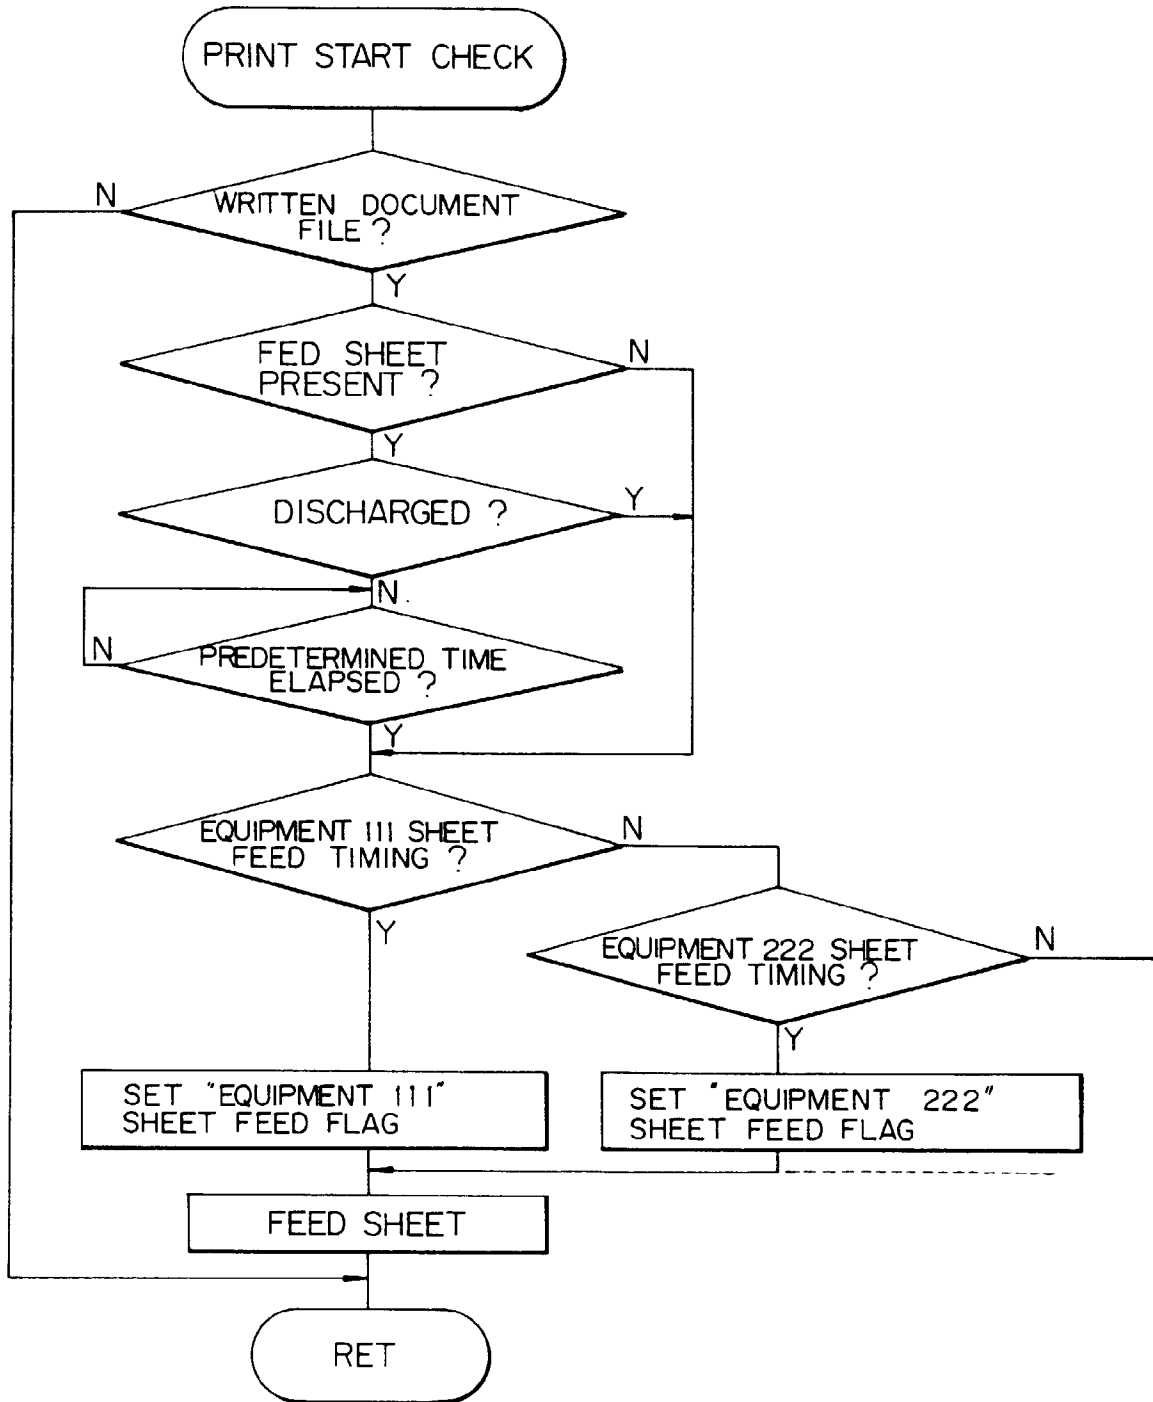 PRINT START CHECK
N
WRITTEN DOCUMENT
FILE ?
Y
FED SHEET
PRESENT ?
N
Y
DISCHARGED ?
Y
N
N
PREDETERMINED TIME
ELAPSED ?
Y
EQUIPMENT 111 SHEET
FEED TIMING ?
N
Y
EQUIPMENT 222 SHEET
FEED TIMING ?
N
Y
SET "EQUIPMENT 111"
SHEET FEED FLAG
SET "EQUIPMENT 222"
SHEET FEED FLAG
FEED SHEET
RET